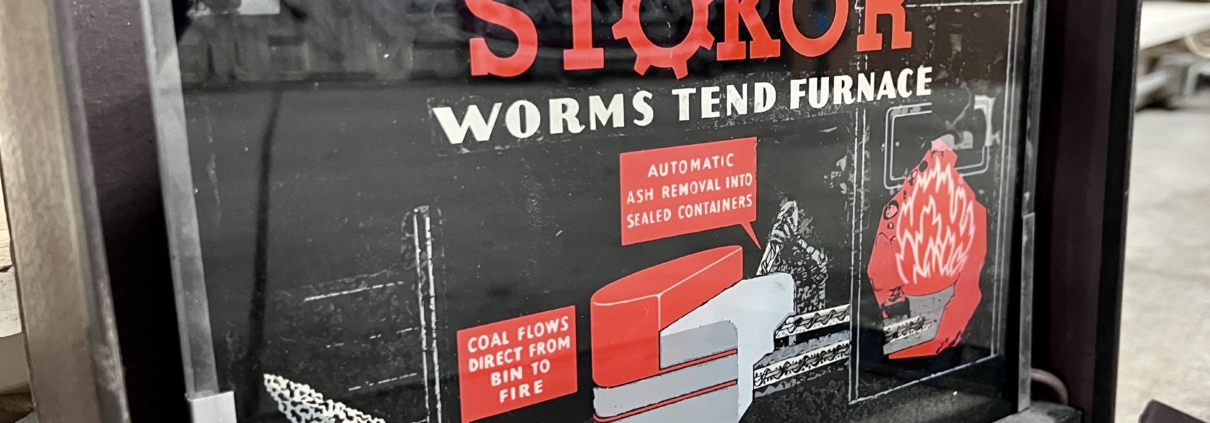 STOKOR
WORMS TEND FURNACE
AUTOMATIC
ASH REMOVAL INTO
SEALED CONTAINERS
COAL FLOWS
DIRECT FROM
BIN TO
FIRE